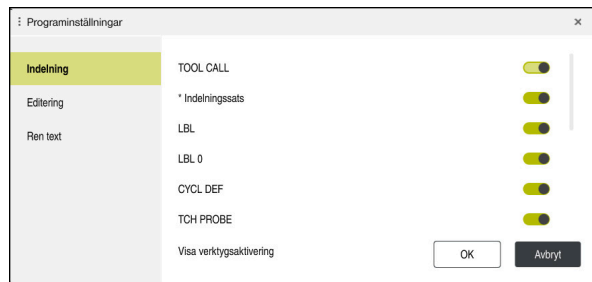 Programinställningar
Indelning
Editering
Ren text
TOOL CALL
* Indelningssats
LBL
LBL 0
CYCL DEF
TCH PROBE
Visa verktygsaktivering
OK
Avbryt